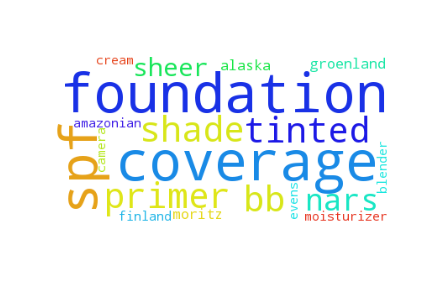 cream
sheer
alaska
groenland
foundation
amazonian
shade
tinted
spf
camera
coverage
blender
primer
bb
evens
nars
finland
moritz
moisturizer